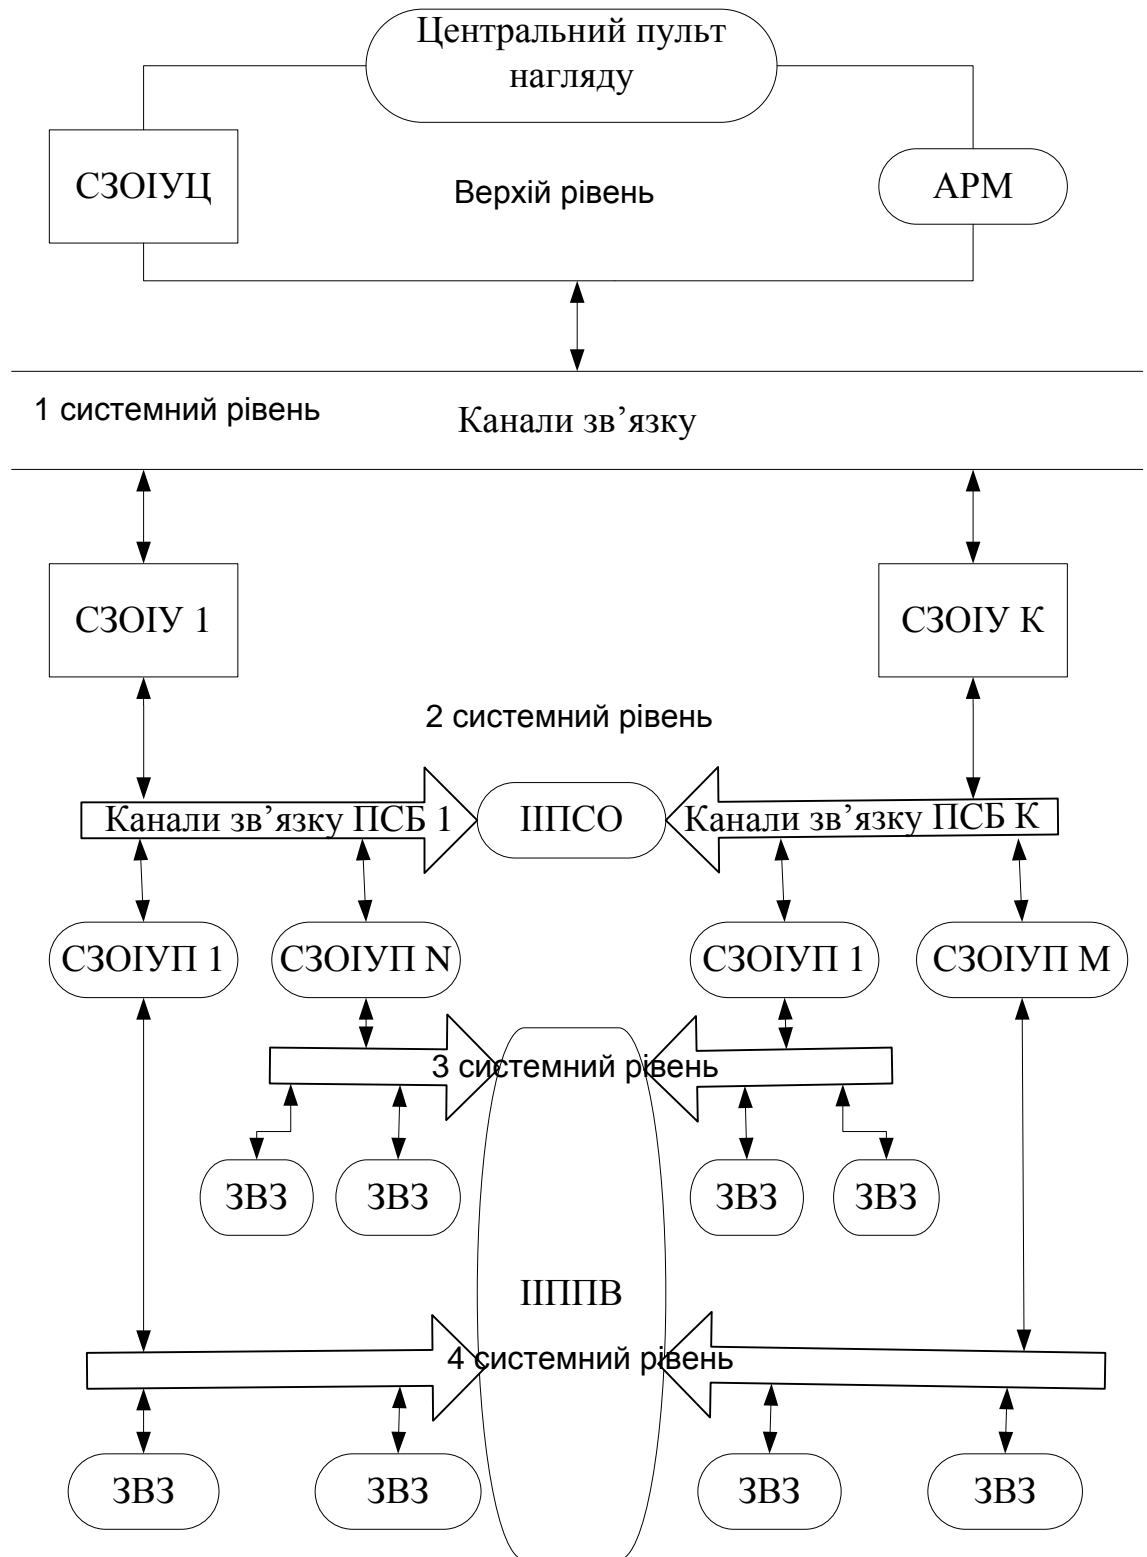 Центральний пульт
нагляду
СЗОІУЦ
Верхій рівень
АРМ
1 системний рівень
Канали зв’язку
СЗОІУ 1
СЗОІУ К
2 системний рівень
Канали зв’язку ПСБ 1
ІІПСО
Канали зв’язку ПСБ К
СЗОІУП 1
СЗОІУП N
СЗОІУП 1
СЗОІУП М
3 системний рівень
ЗВЗ
ЗВЗ
ЗВЗ
ЗВЗ
ІІППВ
4 системний рівень
ЗВЗ
ЗВЗ
ЗВЗ
ЗВЗ